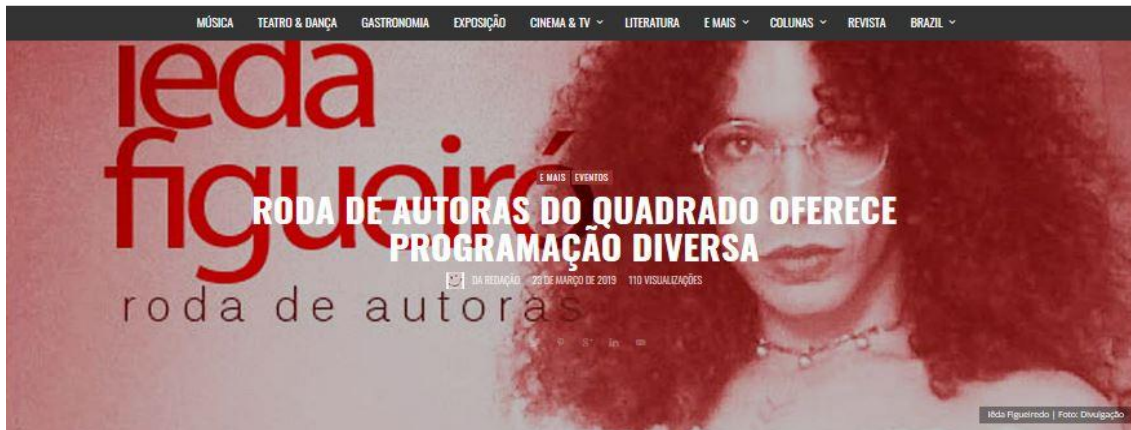 MÚSICA TEATRO & DANÇA GASTRONOMIA EXPOSIÇÃO CINEMA & TV LITERATURA E MAIS COLUNAS REVISTA BRAZIL
ieda
figueiró
E MAIS EVENTOS
RODA DE AUTORAS DO QUADRADO OFERECE
PROGRAMAÇÃO DIVERSA
DA REDAÇÃO 23 DE MARÇO DE 2019 110 VISUALIZAÇÕES
roda de autoras
Iêda Figueiredo | Foto: Divulgação